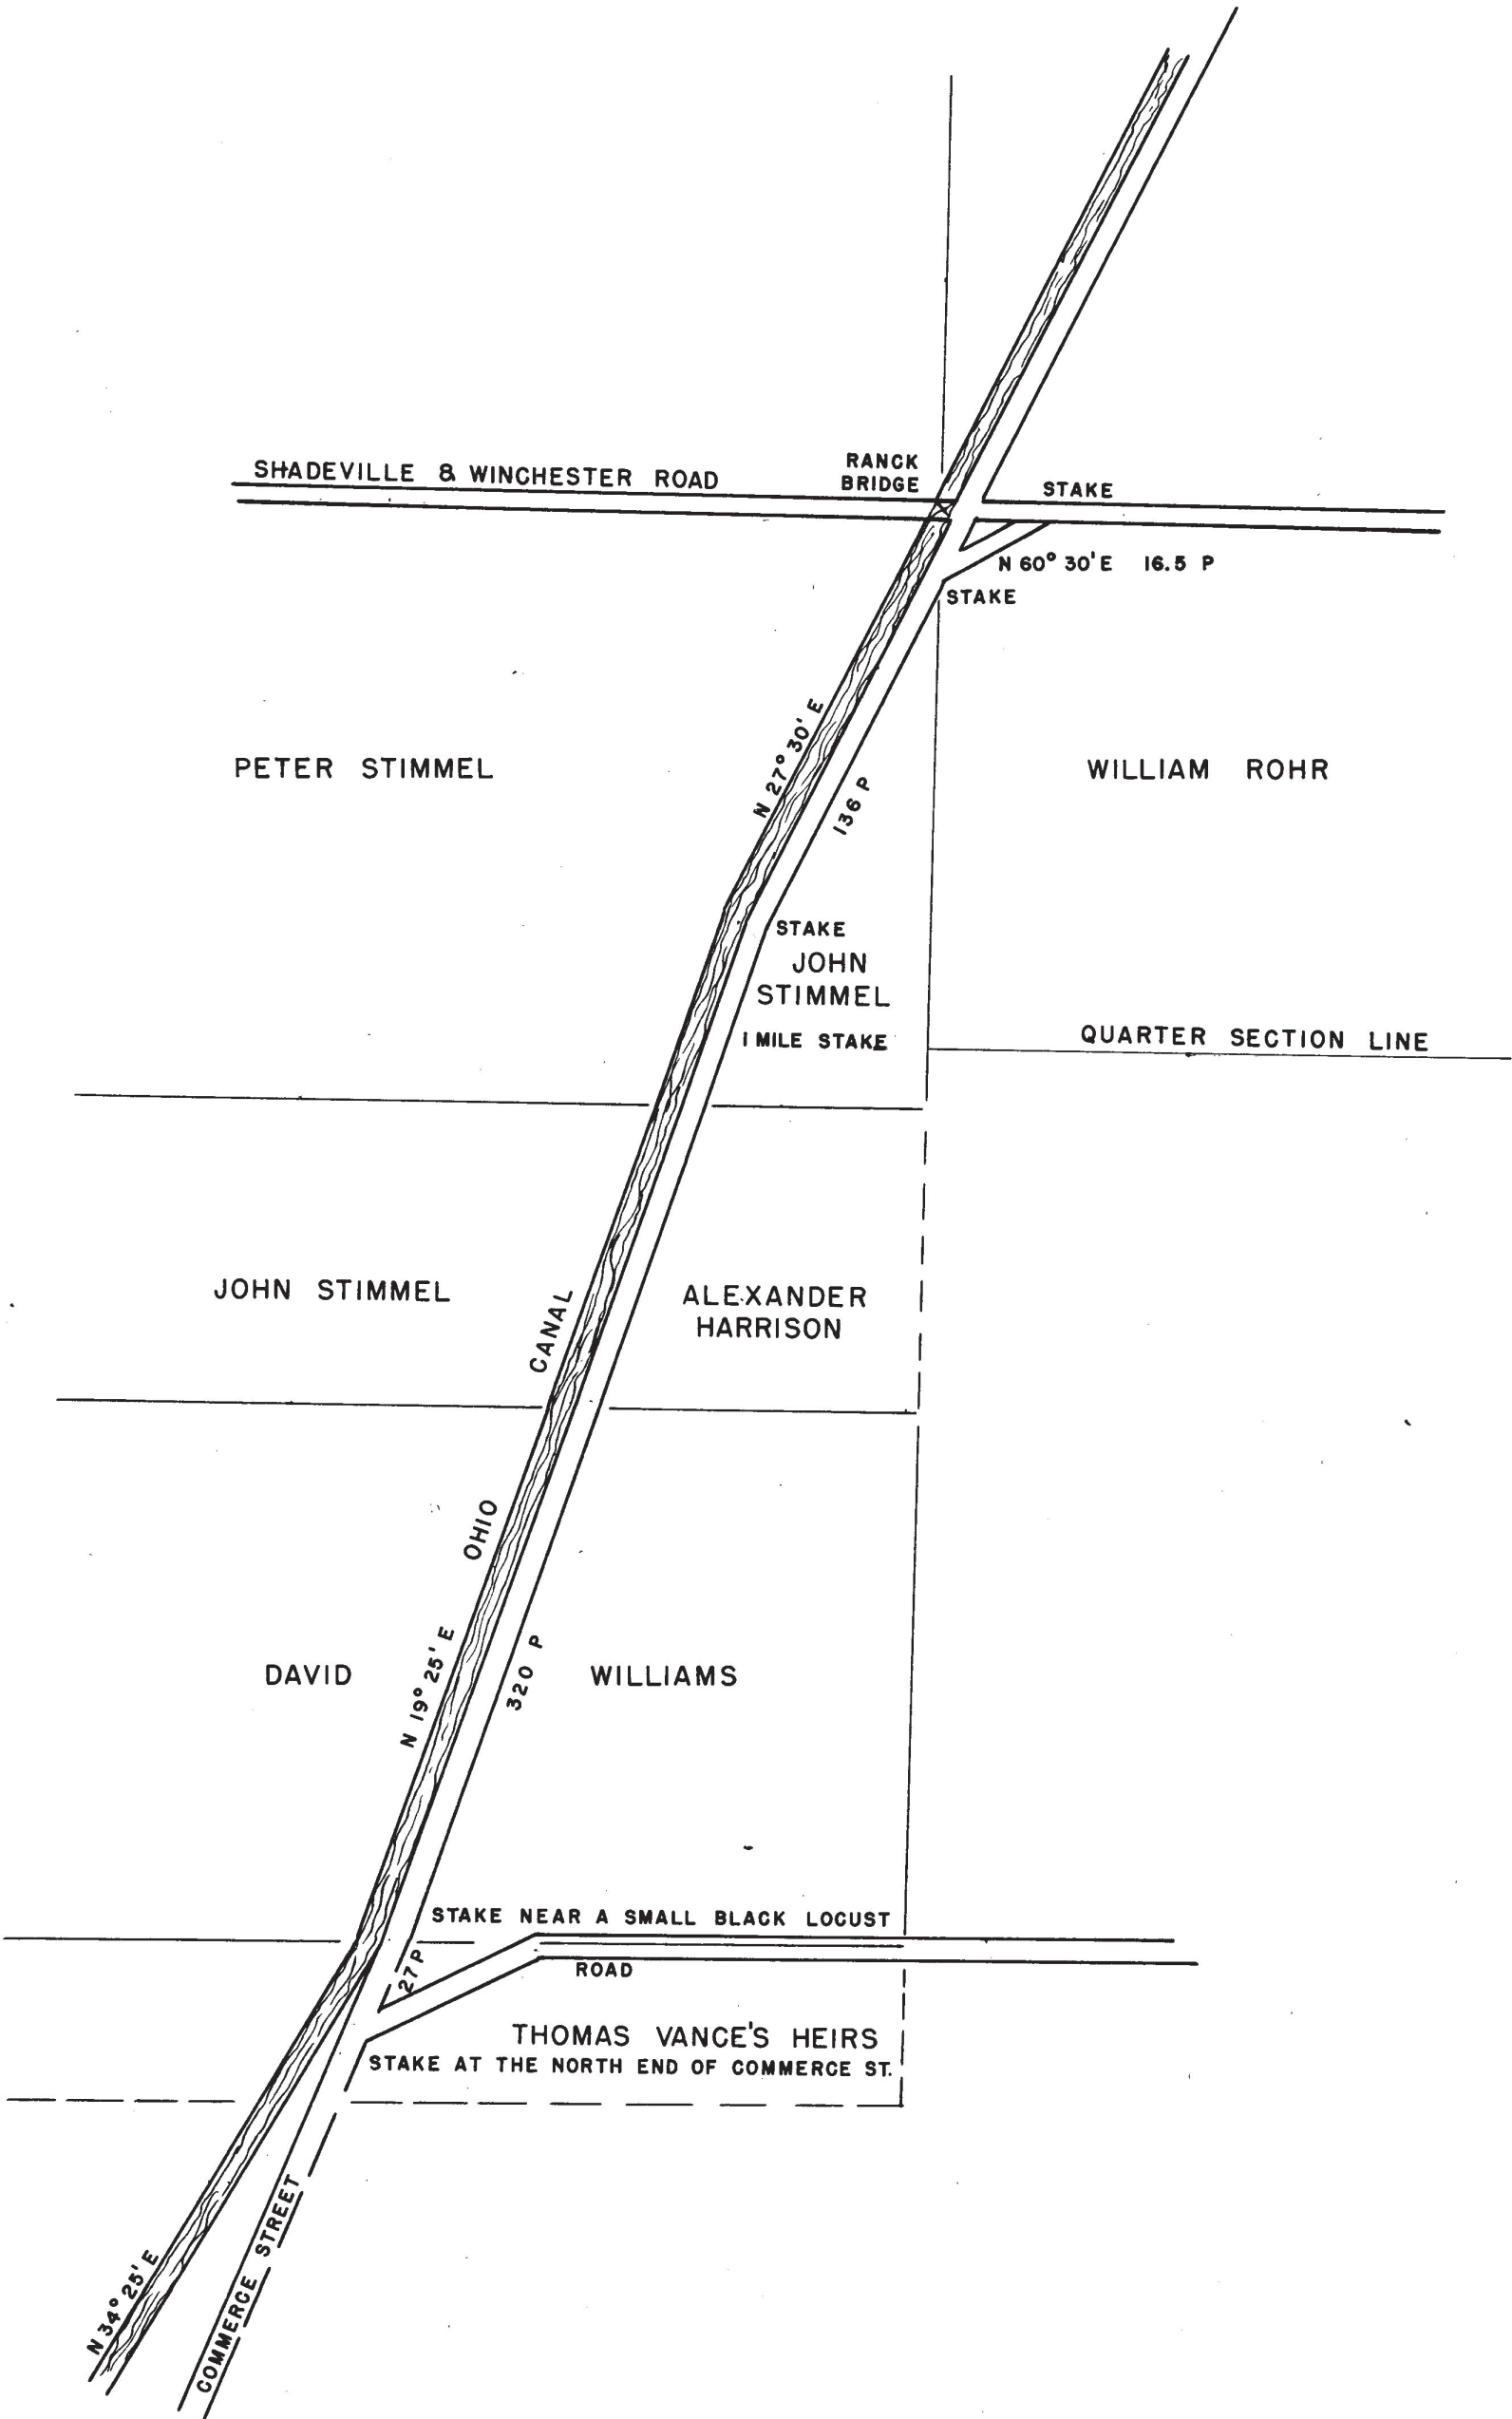 SHADEVILLE & WINCHESTER ROAD
RANCK
BRIDGE
STAKE
N 60° 30' E 16.5 P
STAKE
N 27° 30' E
136 P
PETER STIMMEL
WILLIAM ROHR
STAKE
JOHN
STIMMEL
1 MILE STAKE
QUARTER SECTION LINE
JOHN STIMMEL
OHIO CANAL
ALEXANDER
HARRISON
N 19° 25' E
320 P
DAVID WILLIAMS
STAKE NEAR A SMALL BLACK LOCUST
27 P
ROAD
THOMAS VANCE'S HEIRS
STAKE AT THE NORTH END OF COMMERCE ST.
N 34° 25' E
COMMERCE STREET